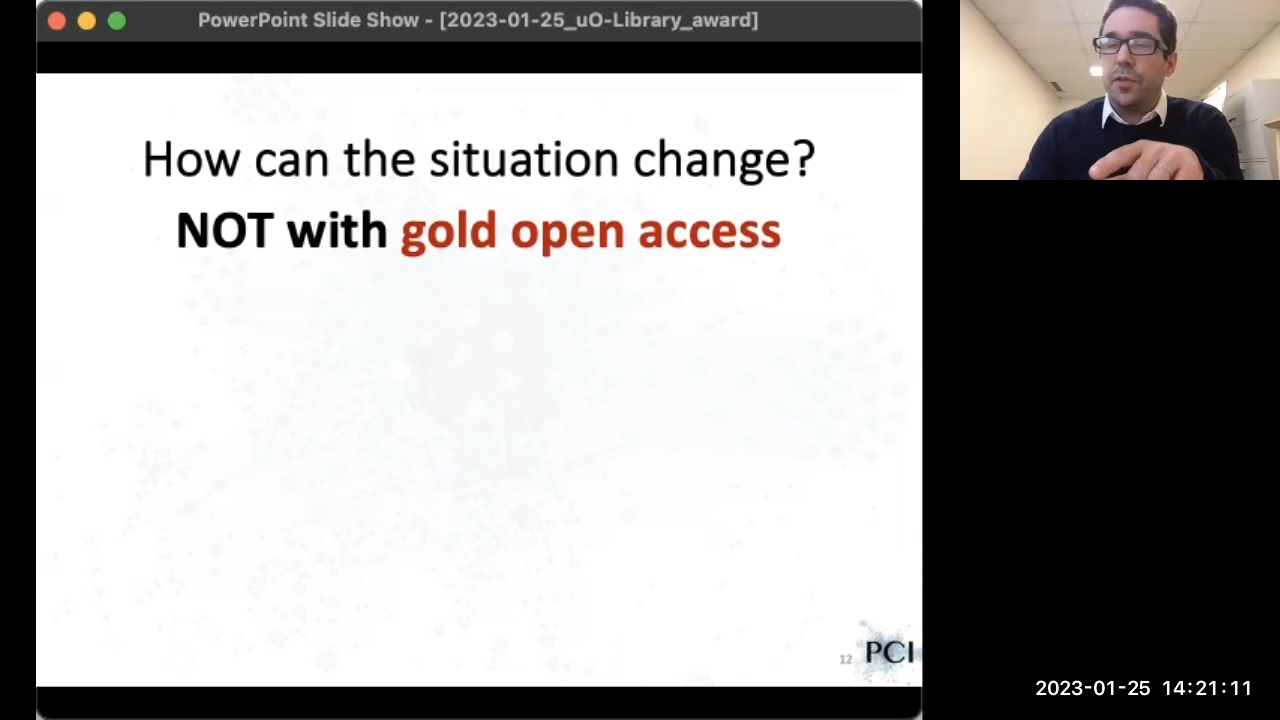 PowerPoint Slide Show - [2023-01-25_uO-Library_award]
How can the situation change?
NOT with gold open access
12
PCI
2023-01-25 14:21:11